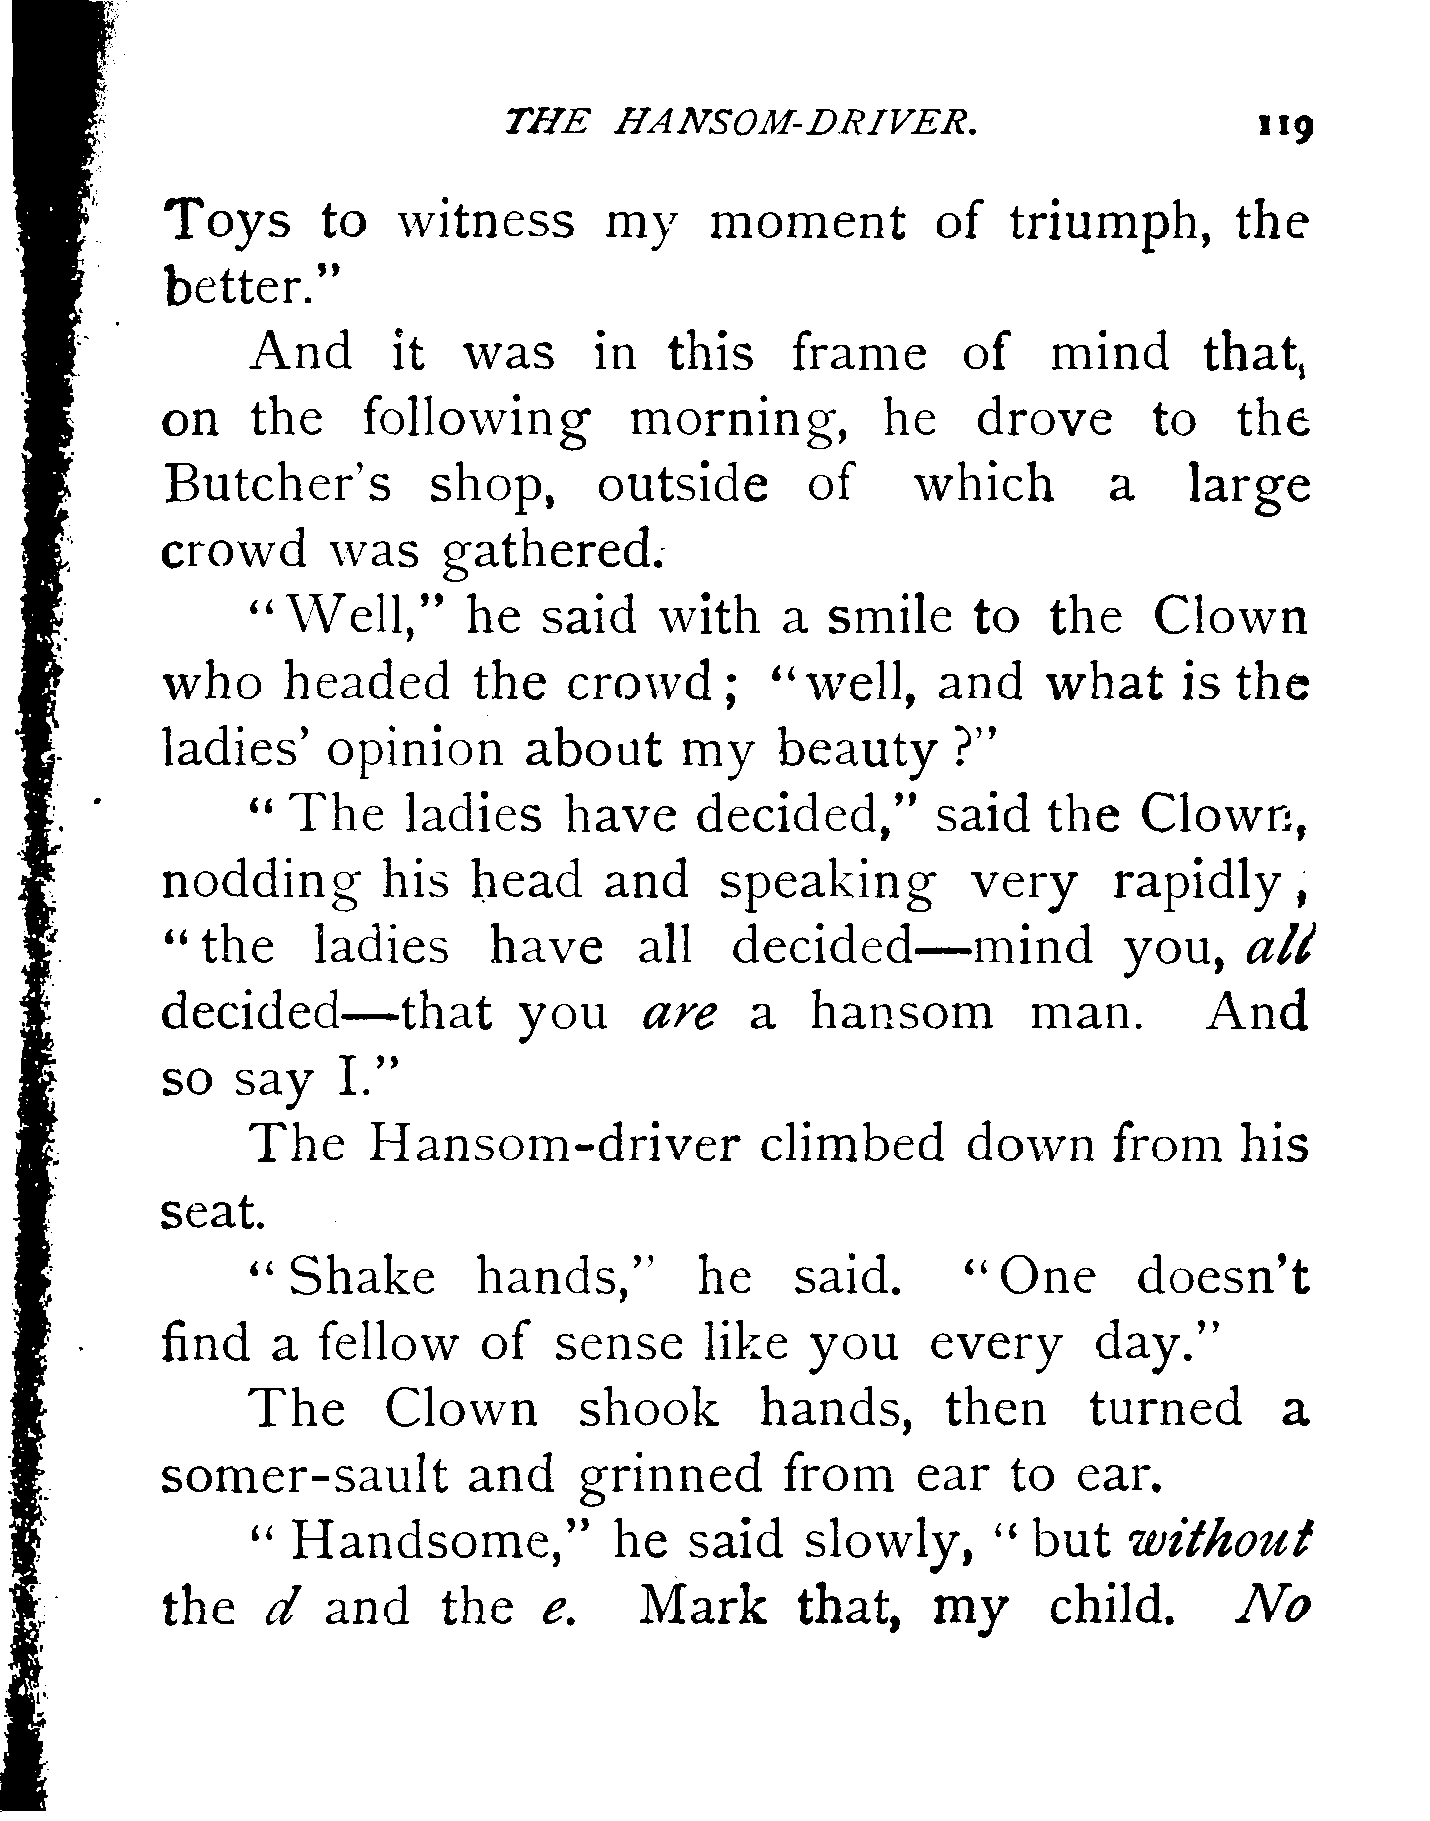 THE HANSOM-DRIVER. 119
Toys to witness my moment of triumph, the
better."
And it was in this frame of mind that,
on the following morning, he drove to the
Butcher's shop, outside of which a large
crowd was gathered.
"Well," he said with a smile to the Clown
who headed the crowd; "well, and what is the
ladies' opinion about my beauty?"
"The ladies have decided," said the Clown,
nodding his head and speaking very rapidly,
"the ladies have all decided—mind you, all
decided—that you are a hansom man. And
so say I."
The Hansom-driver climbed down from his
seat.
"Shake hands," he said. "One doesn't
find a fellow of sense like you every day."
The Clown shook hands, then turned a
somer-sault and grinned from ear to ear.
"Handsome," he said slowly, "but without
the d and the e. Mark that, my child. No